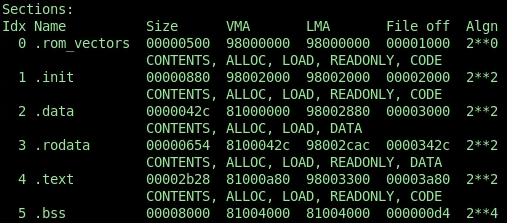 Sections:
Idx Name          Size      VMA       LMA       File off  Algn
  0 .rom_vectors  00000500  98000000  98000000  00001000  2**0
                  CONTENTS, ALLOC, LOAD, READONLY, CODE
  1 .init         00000880  98002000  98002000  00002000  2**2
                  CONTENTS, ALLOC, LOAD, READONLY, CODE
  2 .data         0000042c  81000000  98002880  00003000  2**2
                  CONTENTS, ALLOC, LOAD, DATA
  3 .rodata       00000654  8100042c  98002cac  0000342c  2**2
                  CONTENTS, ALLOC, LOAD, READONLY, DATA
  4 .text         00002b28  81000a80  98003300  00003a80  2**2
                  CONTENTS, ALLOC, LOAD, READONLY, CODE
  5 .bss          00008000  81004000  81004000  000000d4  2**4